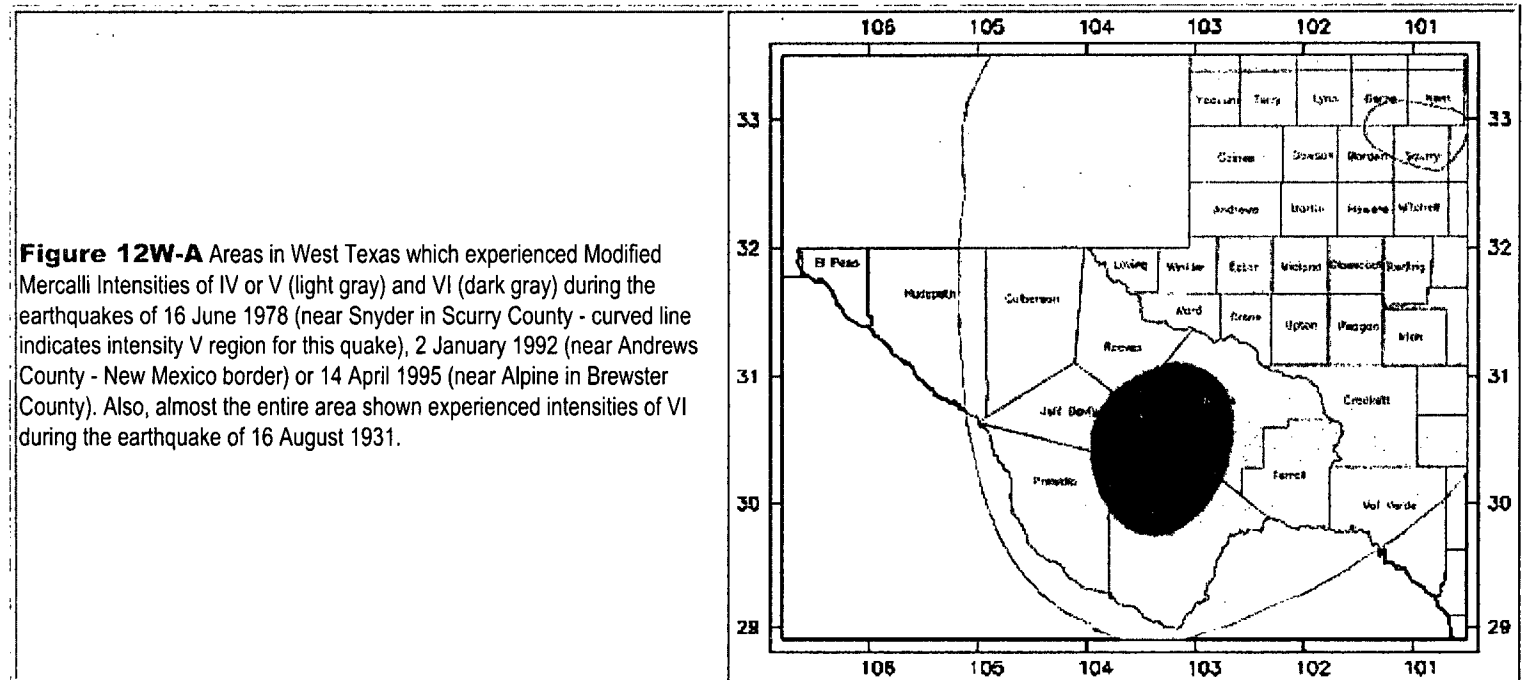 Figure 12W-A Areas in West Texas which experienced Modified
Mercalli Intensities of IV or V (light gray) and VI (dark gray) during the
earthquakes of 16 June 1978 (near Snyder in Scurry County - curved line
indicates intensity V region for this quake), 2 January 1992 (near Andrews
County - New Mexico border) or 14 April 1995 (near Alpine in Brewster
County). Also, almost the entire area shown experienced intensities of VI
during the earthquake of 16 August 1931.
106 105 104 103 102 101
Terry Lynn Garza Kent
33 33
Gaines Dawson Borden Scurry
Andrews Martin Howard Mitchell
32 32
El Paso Hudspeth Culberson Loving Winkler Ector Midland Glasscock Sterling
Ward Crane Upton Reagan Irion
Reeves
31 31
Jeff Davis Crockett
Presidio Terrell
30 30
Val Verde
29 29
106 105 104 103 102 101